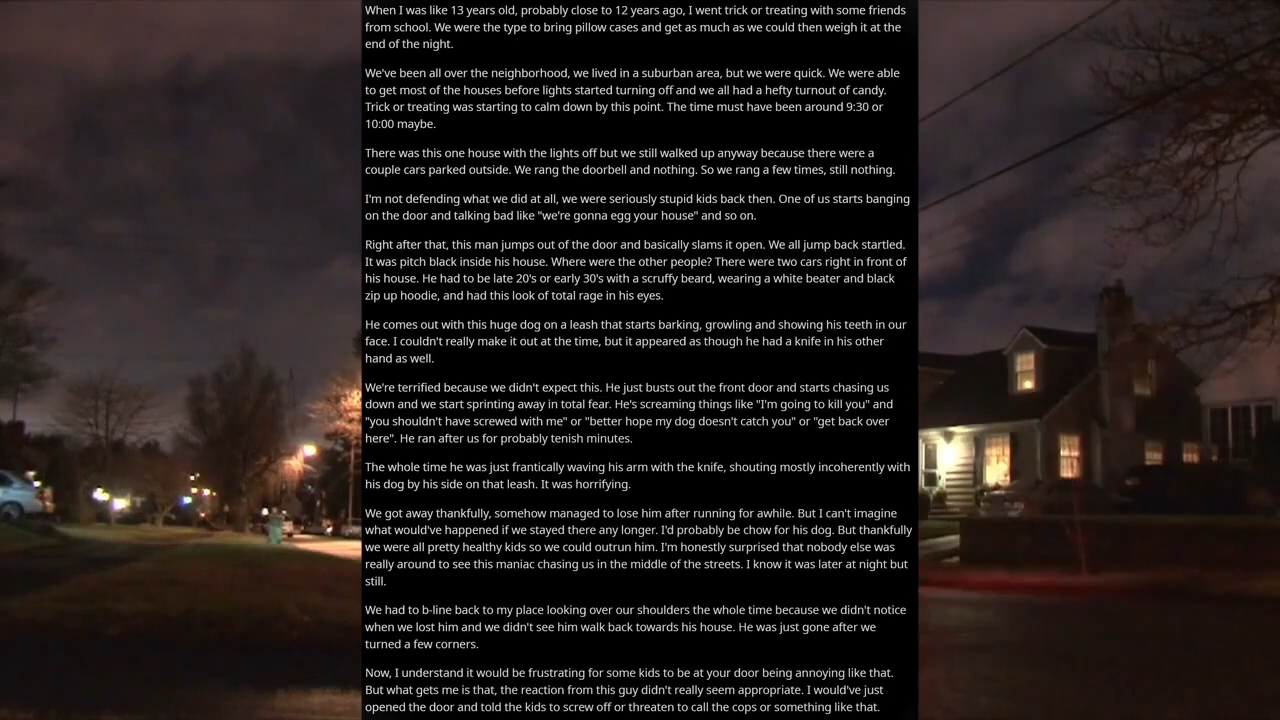 When I was like 13 years old, probably close to 12 years ago, I went trick or treating with some friends
from school. We were the type to bring pillow cases and get as much as we could then weigh it at the
end of the night.
We've been all over the neighborhood, we lived in a suburban area, but we were quick. We were able
to get most of the houses before lights started turning off and we all had a hefty turnout of candy.
Trick or treating was starting to calm down by this point. The time must have been around 9:30 or
10:00 maybe.
There was this one house with the lights off but we still walked up anyway because there were a
couple cars parked outside. We rang the doorbell and nothing. So we rang a few times, still nothing.
I'm not defending what we did at all, we were seriously stupid kids back then. One of us starts banging
on the door and talking bad like "we're gonna egg your house" and so on.
Right after that, this man jumps out of the door and basically slams it open. We all jump back startled.
It was pitch black inside his house. Where were the other people? There were two cars right in front of
his house. He had to be late 20's or early 30's with a scruffy beard, wearing a white beater and black
zip up hoodie, and had this look of total rage in his eyes.
He comes out with this huge dog on a leash that starts barking, growling and showing his teeth in our
face. I couldn't really make it out at the time, but it appeared as though he had a knife in his other
hand as well.
We're terrified because we didn't expect this. He just busts out the front door and starts chasing us
down and we start sprinting away in total fear. He's screaming things like "I'm going to kill you" and
"you shouldn't have screwed with me" or "better hope my dog doesn't catch you" or "get back over
here". He ran after us for probably tenish minutes.
The whole time he was just frantically waving his arm with the knife, shouting mostly incoherently with
his dog by his side on that leash. It was horrifying.
We got away thankfully, somehow managed to lose him after running for awhile. But I can't imagine
what would've happened if we stayed there any longer. I'd probably be chow for his dog. But thankfully
we were all pretty healthy kids so we could outrun him. I'm honestly surprised that nobody else was
really around to see this maniac chasing us in the middle of the streets. I know it was later at night but
still.
We had to b-line back to my place looking over our shoulders the whole time because we didn't notice
when we lost him and we didn't see him walk back towards his house. He was just gone after we
turned a few corners.
Now, I understand it would be frustrating for some kids to be at your door being annoying like that.
But what gets me is that, the reaction from this guy didn't really seem appropriate. I would've just
opened the door and told the kids to screw off or threaten to call the cops or something like that.